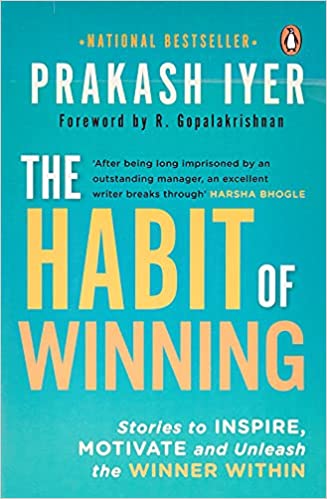 •NATIONAL BESTSELLER•
PRAKASH IYER
Foreword by R. Gopalakrishnan
THE
'After being long imprisoned by an
outstanding manager, an excellent
writer breaks through' HARSHA BHOGLE
HABIT OF
WINNING
Stories to INSPIRE,
MOTIVATE and Unleash
the WINNER WITHIN